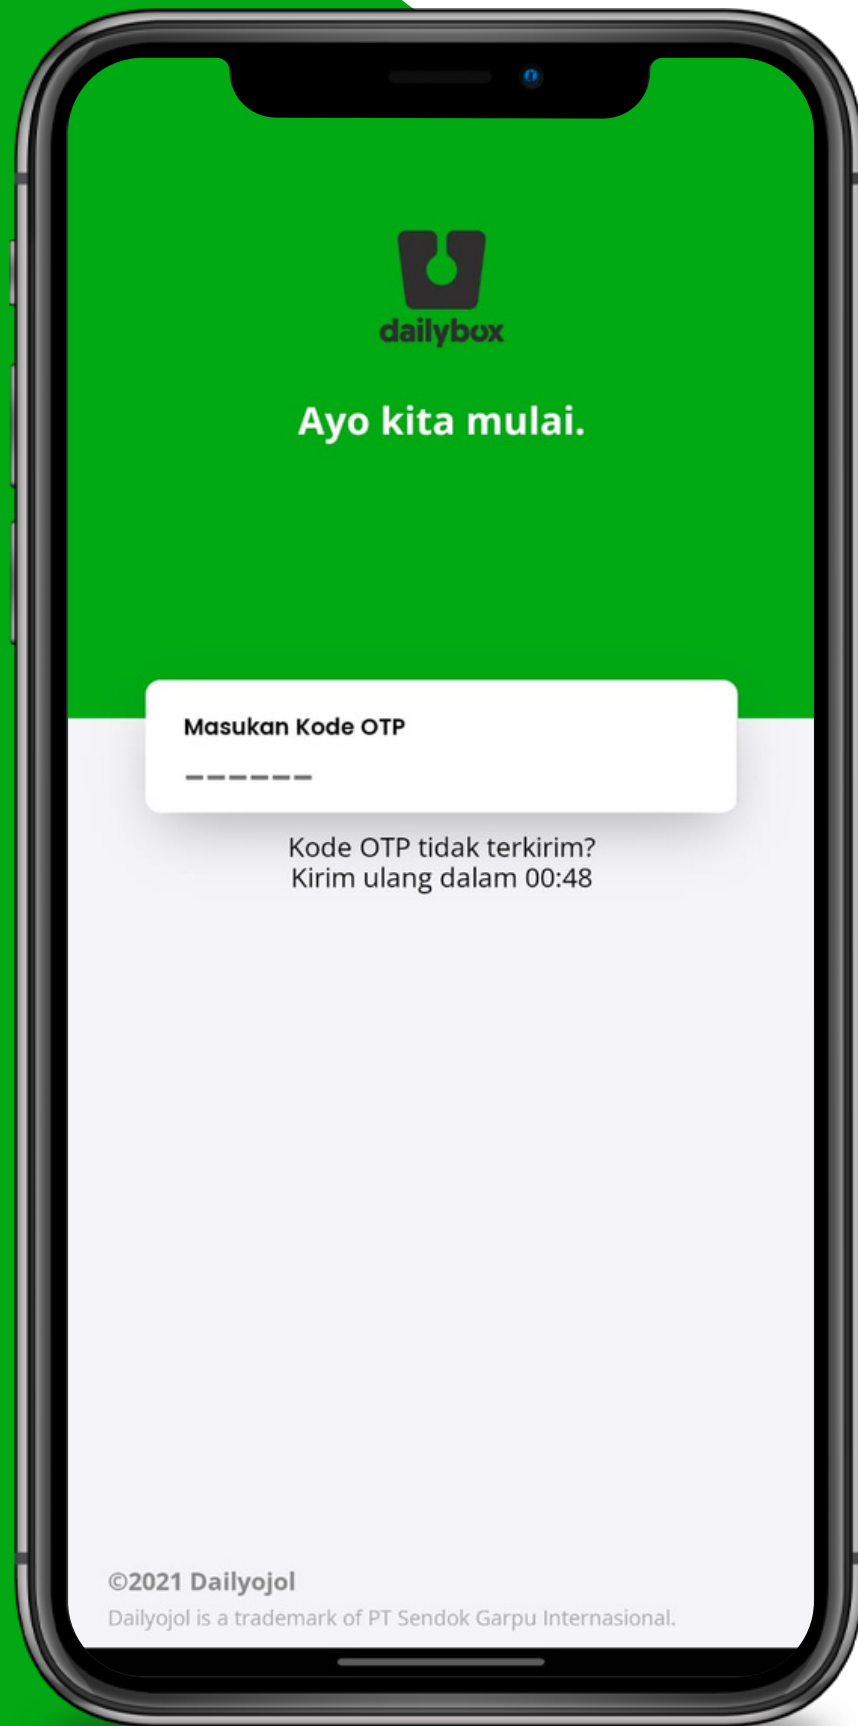 dailybox
Ayo kita mulai.
Masukan Kode OTP
Kode OTP tidak terkirim?
Kirim ulang dalam 00:48
©2021 Dailyojol
Dailyojol is a trademark of PT Sendok Garpu Internasional.